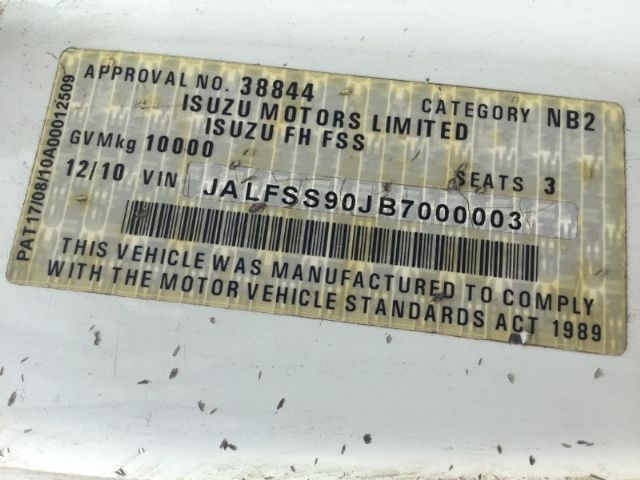 PAT17/08/10A00012509
APPROVAL NO. 38844 CATEGORY NB2
ISUZU MOTORS LIMITED
ISUZU FH FSS
GVMkg 10000
12/10 VIN JALFSS90JB7000003 SEATS 3
THIS VEHICLE WAS MANUFACTURED TO COMPLY
WITH THE MOTOR VEHICLE STANDARDS ACT 1989